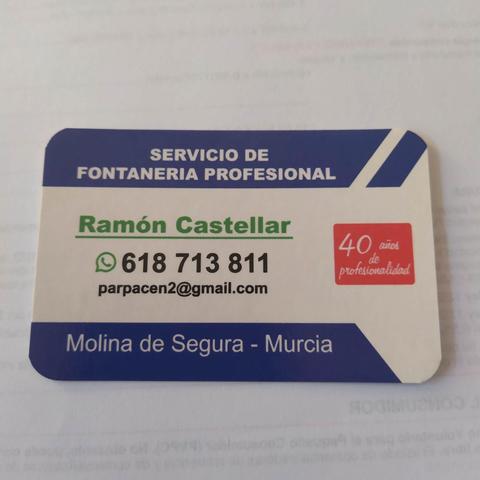 SERVICIO DE
FONTANERIA PROFESIONAL
Ramón Castellar
618 713 811
parpacen2@gmail.com
40 años
de
profesionalidad
Molina de Segura - Murcia